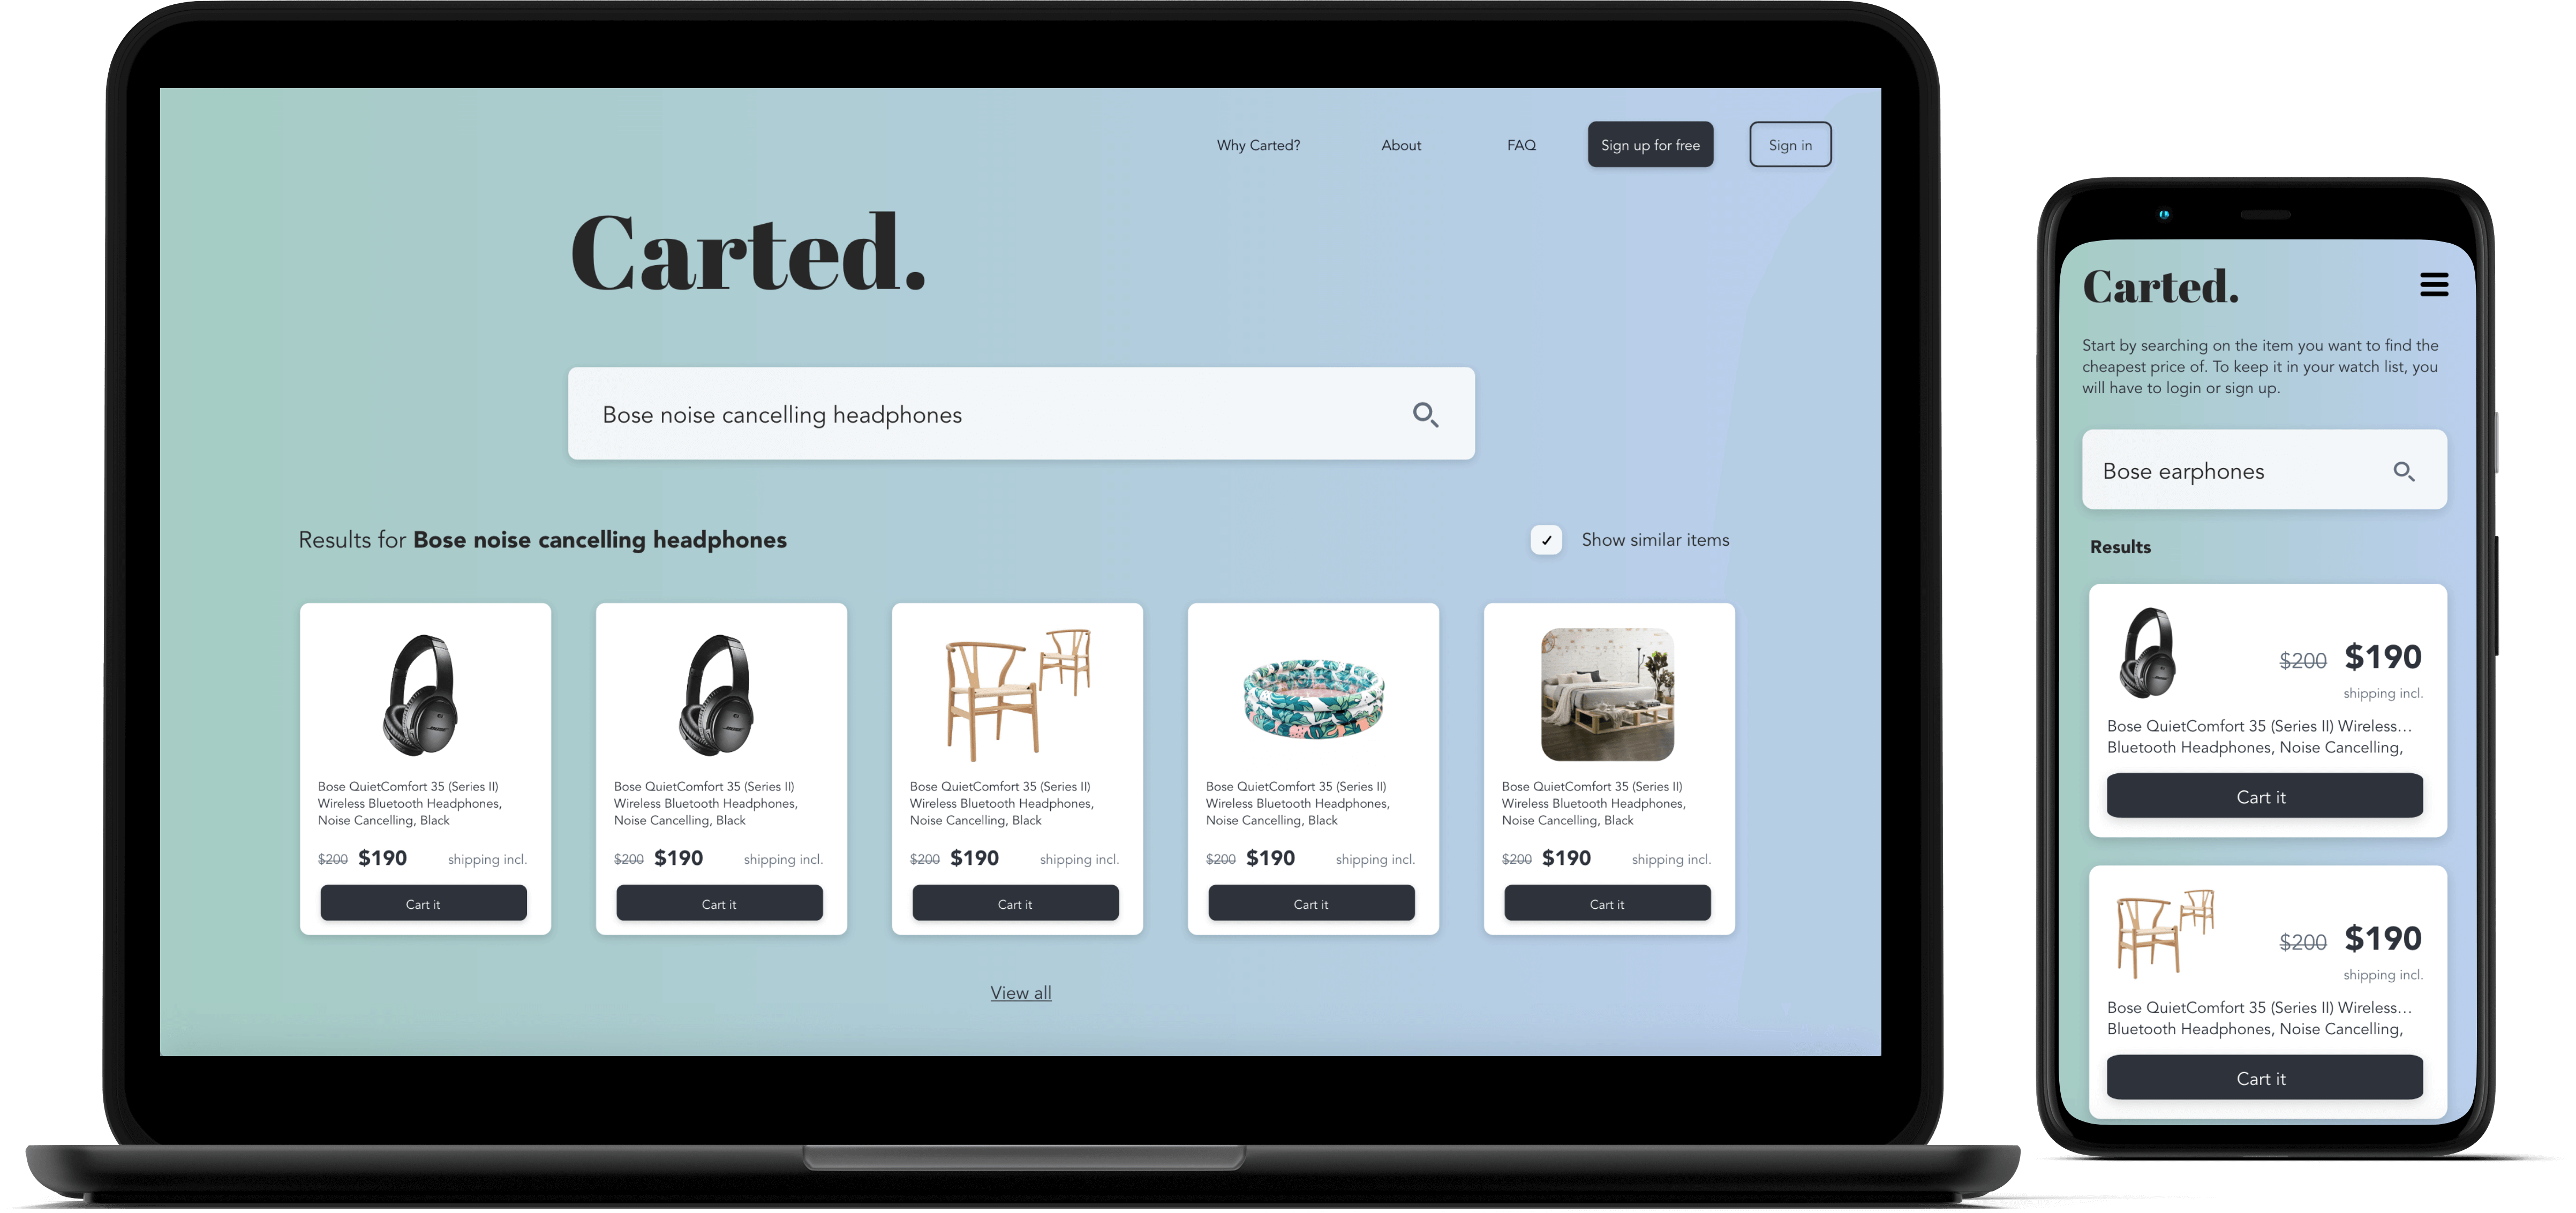 Why Carted?
About
FAQ
Sign up for free
Sign in
Carted.
Bose noise cancelling headphones
Results for Bose noise cancelling headphones
✓ Show similar items
Bose QuietComfort 35 (Series II)
Wireless Bluetooth Headphones,
Noise Cancelling, Black
$200 $190 shipping incl.
Cart it
Bose QuietComfort 35 (Series II)
Wireless Bluetooth Headphones,
Noise Cancelling, Black
$200 $190 shipping incl.
Cart it
Bose QuietComfort 35 (Series II)
Wireless Bluetooth Headphones,
Noise Cancelling, Black
$200 $190 shipping incl.
Cart it
Bose QuietComfort 35 (Series II)
Wireless Bluetooth Headphones,
Noise Cancelling, Black
$200 $190 shipping incl.
Cart it
Bose QuietComfort 35 (Series II)
Wireless Bluetooth Headphones,
Noise Cancelling, Black
$200 $190 shipping incl.
Cart it
View all
Carted.
Start by searching on the item you want to find the
cheapest price of. To keep it in your watch list, you
will have to login or sign up.
Bose earphones
Results
$200 $190
shipping incl.
Bose QuietComfort 35 (Series II) Wireless...
Bluetooth Headphones, Noise Cancelling,
Cart it
$200 $190
shipping incl.
Bose QuietComfort 35 (Series II) Wireless...
Bluetooth Headphones, Noise Cancelling,
Cart it